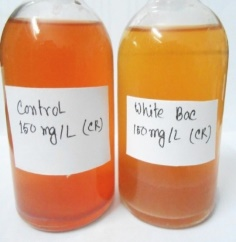 Control
150 mg/L (CR)
White Bac
150 mg/L (CR)